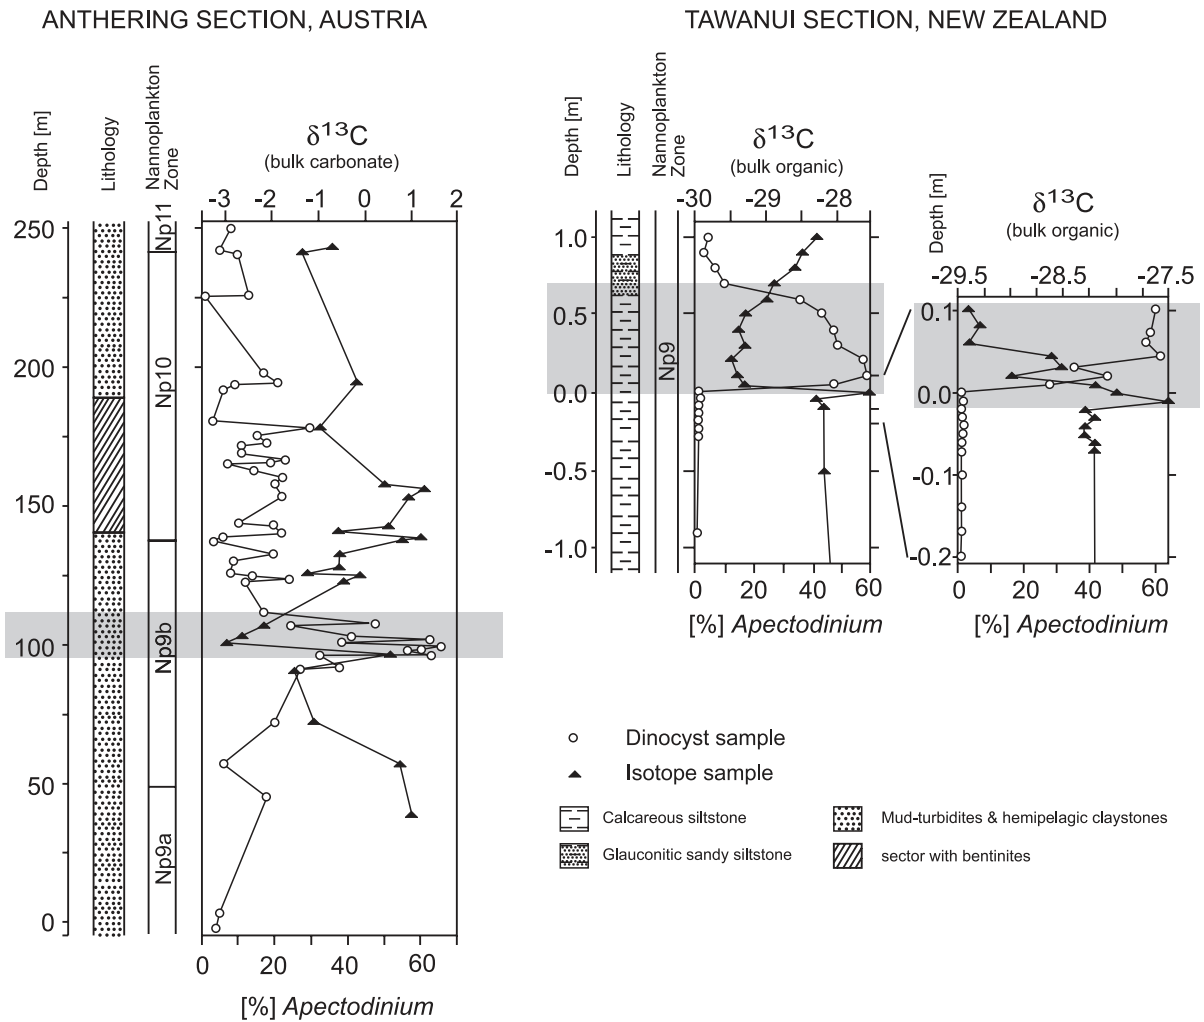 ANTHERING SECTION, AUSTRIA
Depth [m]
Lithology
Nannoplankton
Zone
δ13C
(bulk carbonate)
-3 -2 -1 0 1 2
250
200
150
100
50
0
Np11
Np10
Np9b
Np9a
0 20 40 60
[%] Apectodinium
TAWANUI SECTION, NEW ZEALAND
Depth [m]
Lithology
Nannoplankton
Zone
δ13C
(bulk organic)
-30 -29 -28
1.0
0.5
0.0
-0.5
-1.0
Np9
0 20 40 60
[%] Apectodinium
Depth [m]
δ13C
(bulk organic)
-29.5 -28.5 -27.5
0.1
0.0
-0.1
-0.2
0 20 40 60
[%] Apectodinium
Dinocyst sample
Isotope sample
Calcareous siltstone
Glauconitic sandy siltstone
Mud-turbidites & hemipelagic claystones
sector with bentinites